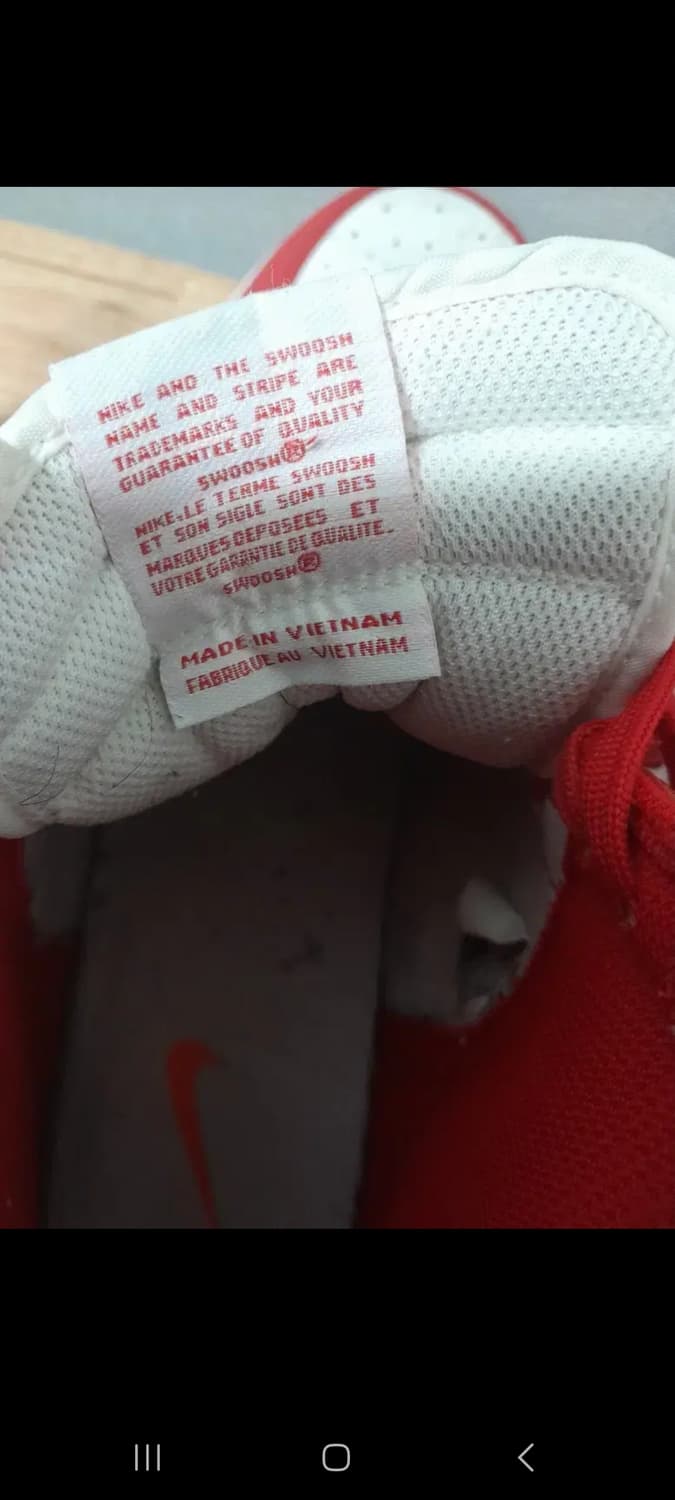 NIKE AND THE SWOOSH
NAME AND STRIPE ARE
TRADEMARKS AND YOUR
GUARANTEE OF QUALITY
SWOOSH®
NIKE.LE TERME SWOOSH
ET SON SIGLE SONT DES
MARQUES DEPOSEES ET
VOTRE GARANTIE DE QUALITE.
SWOOSH®
MADE IN VIETNAM
FABRIQUE AU VIETNAM